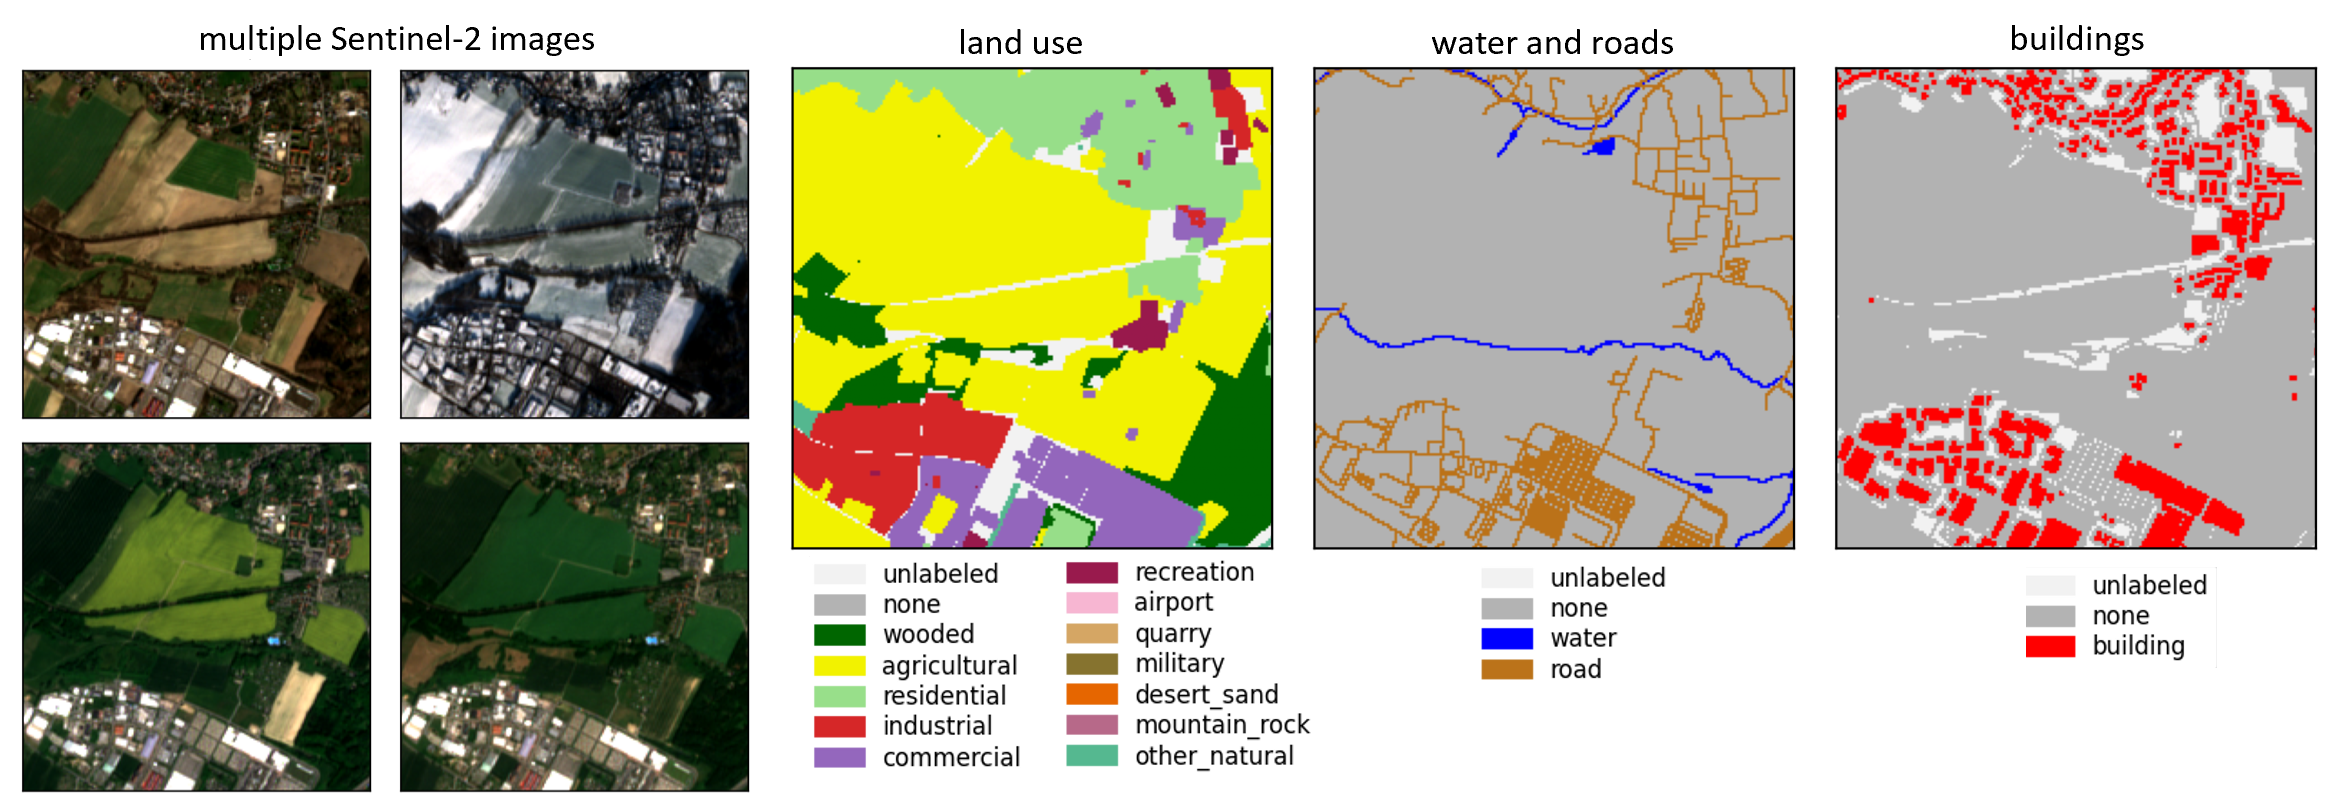 multiple Sentinel-2 images
land use
water and roads
buildings
unlabeled
none
wooded
agricultural
residential
industrial
commercial
recreation
airport
quarry
military
desert_sand
mountain_rock
other_natural
unlabeled
none
water
road
unlabeled
none
building